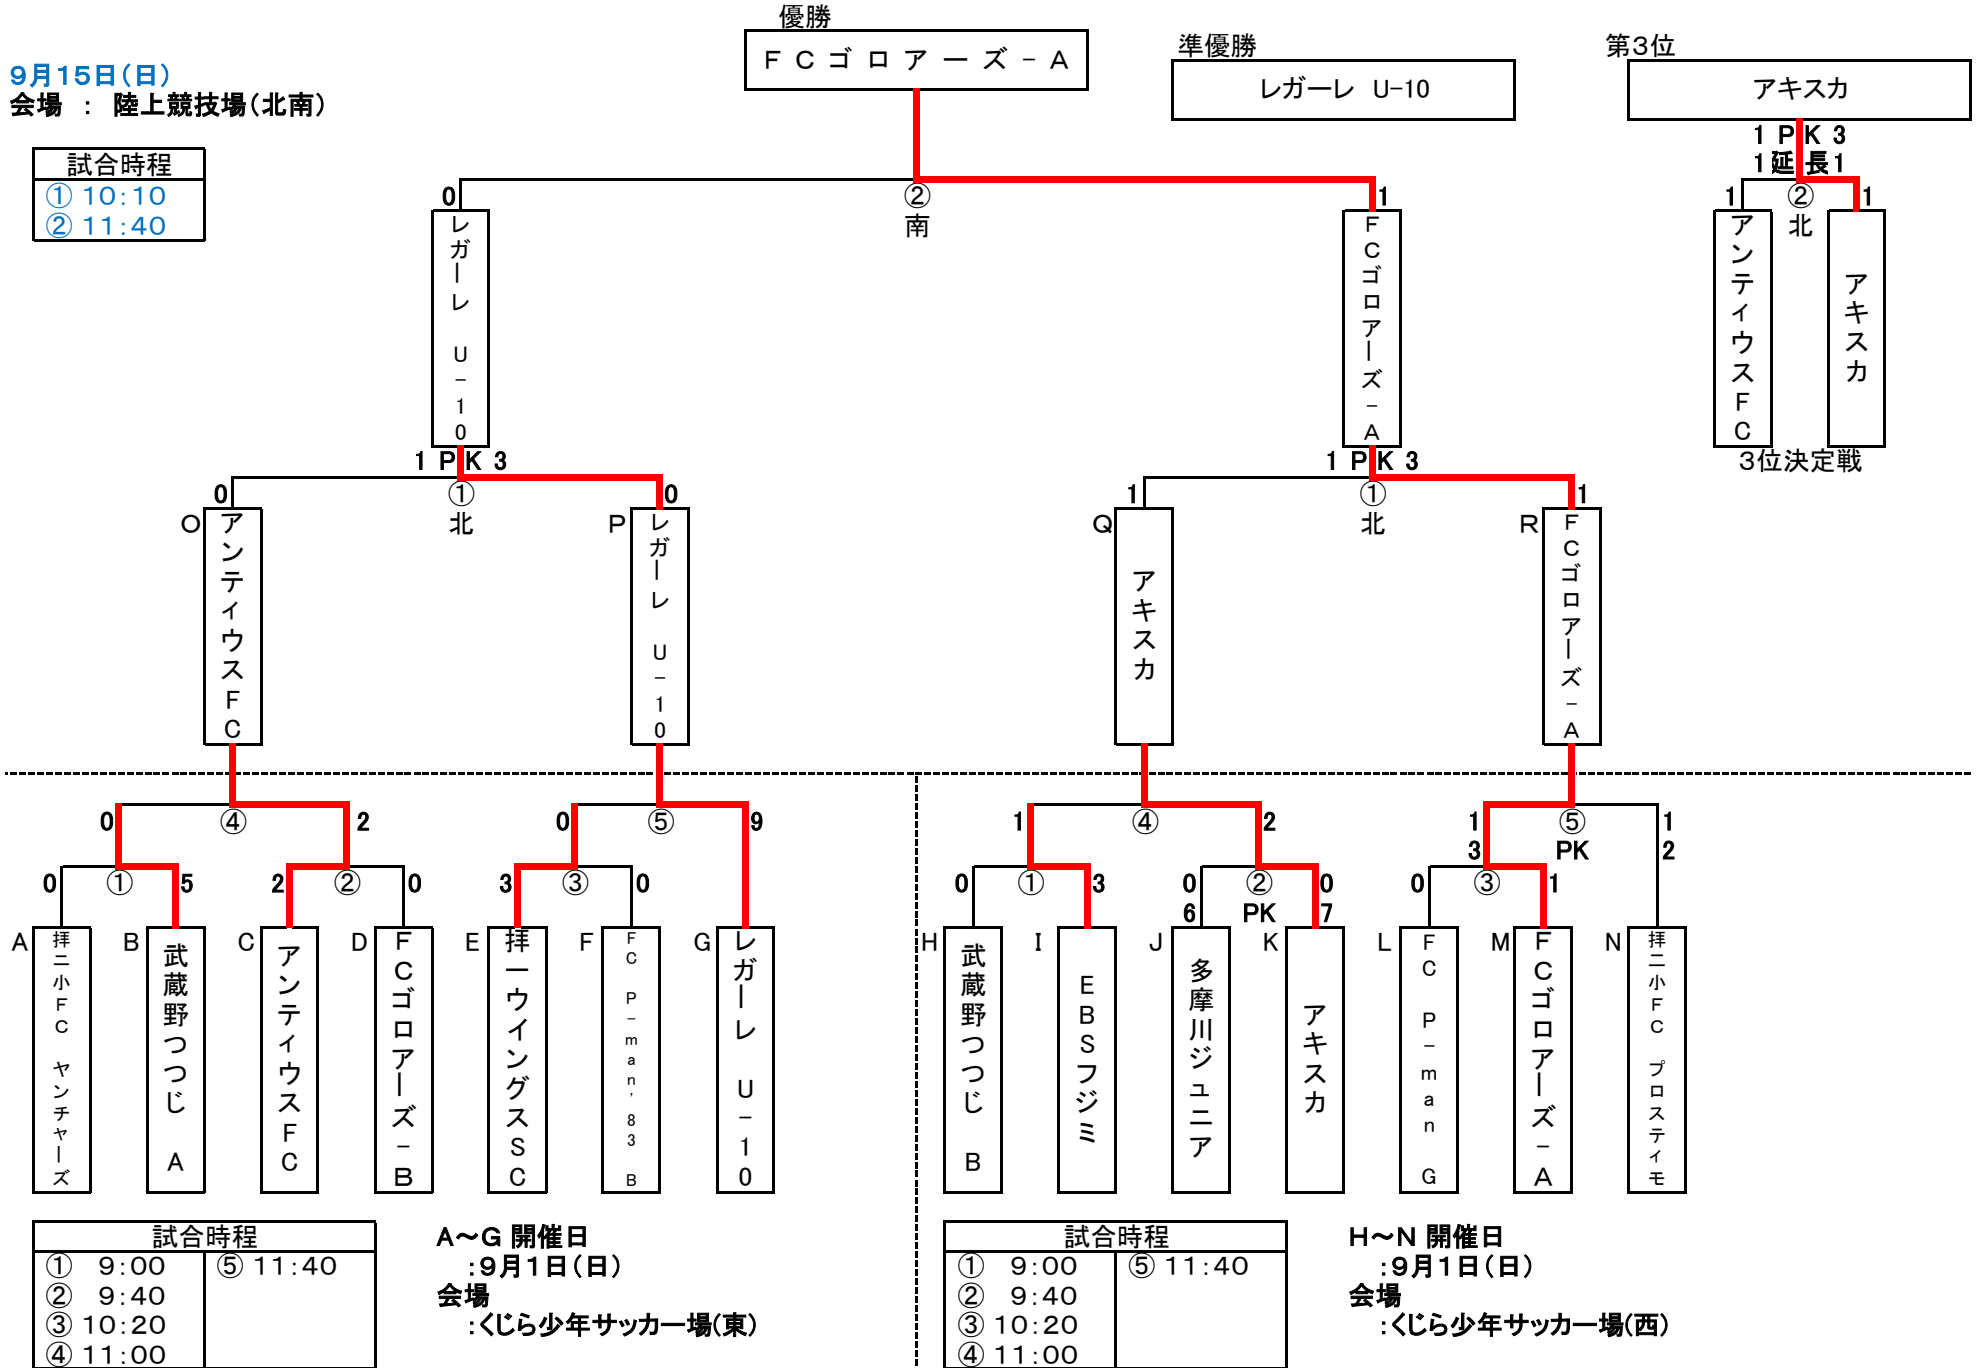 優勝
ＦＣゴロアーズ-Ａ
準優勝
レガーレ U-10
第3位
アキスカ
9月15日(日)
会場 ： 陸上競技場(北南)
試合時程
① 10:10
② 11:40
1 PK 3
1延長1
0 ② 1
南
1 ② 1
北
レガーレ U-10
FCゴロアーズ-A
アンティウスFC
アキスカ
3位決定戦
1 PK 3
0 ① 0
北
1 PK 3
1 ① 1
北
O
アンティウスFC
P
レガーレ U-10
Q
アキスカ
R
FCゴロアーズ-A
0 ④ 2
0 ⑤ 9
1 ④ 2
1 ⑤ 1
3 PK 2
0 ① 5
2 ② 0
3 ③ 0
0 ① 3
0 ② 0
6 PK 7
0 ③ 1
A
拝二小FC ヤンチャーズ
B
武蔵野つつじ A
C
アンティウスFC
D
FCゴロアーズ-B
E
拝一ウイングスSC
F
FC P-man'83 B
G
レガーレ U-10
H
武蔵野つつじ B
I
EBSフジミ
J
多摩川ジュニア
K
アキスカ
L
FC P-man G
M
FCゴロアーズ-A
N
拝二小FC プロスティモ
試合時程
① 9:00 ⑤ 11:40
② 9:40
③ 10:20
④ 11:00
A～G 開催日
:9月1日(日)
会場
:くじら少年サッカー場(東)
試合時程
① 9:00 ⑤ 11:40
② 9:40
③ 10:20
④ 11:00
H～N 開催日
:9月1日(日)
会場
:くじら少年サッカー場(西)